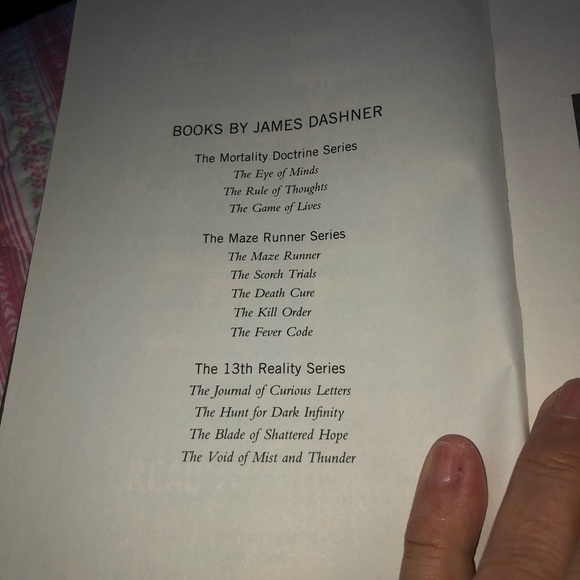 BOOKS BY JAMES DASHNER
The Mortality Doctrine Series
The Eye of Minds
The Rule of Thoughts
The Game of Lives
The Maze Runner Series
The Maze Runner
The Scorch Trials
The Death Cure
The Kill Order
The Fever Code
The 13th Reality Series
The Journal of Curious Letters
The Hunt for Dark Infinity
The Blade of Shattered Hope
The Void of Mist and Thunder